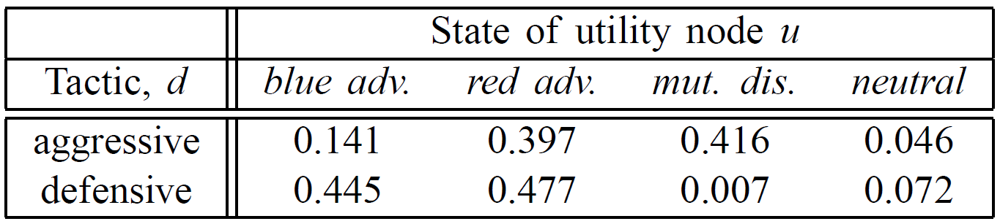 State of utility node u
Tactic, d blue adv. red adv. mut. dis. neutral
aggressive 0.141 0.397 0.416 0.046
defensive 0.445 0.477 0.007 0.072